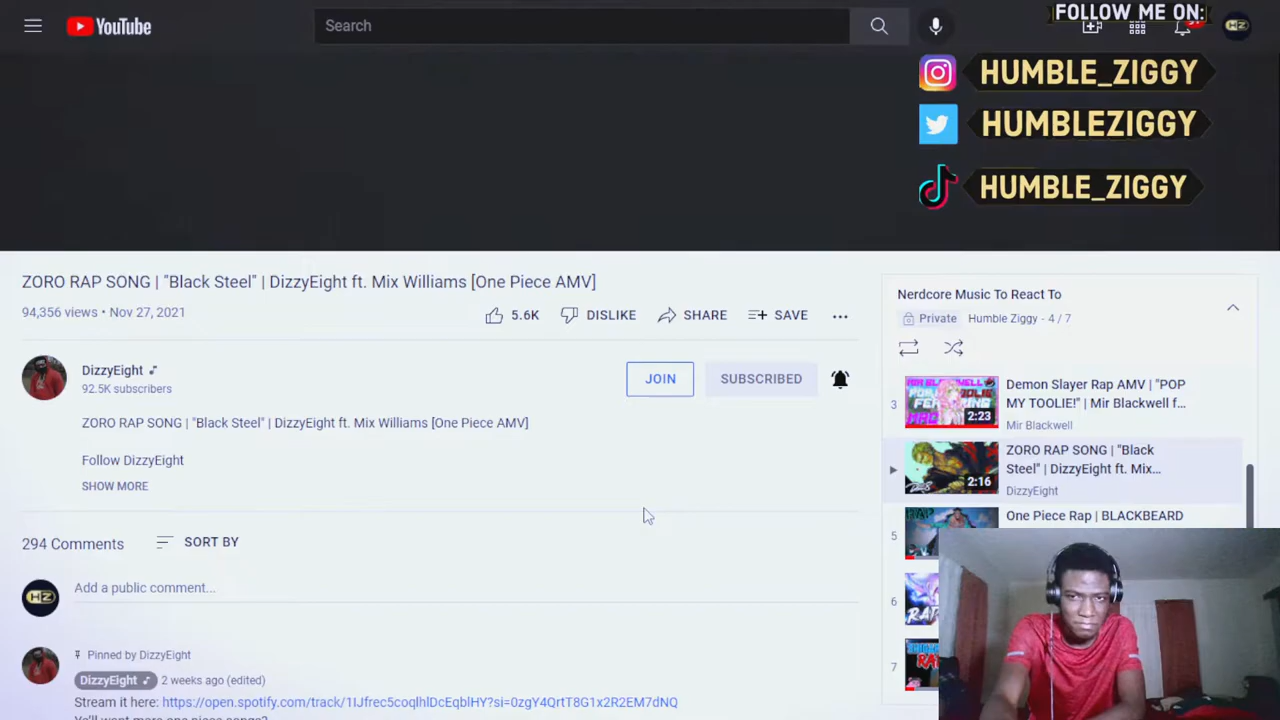 FOLLOW ME ON:
YouTube
Search
HUMBLE_ZIGGY
HUMBLEZIGGY
HUMBLE_ZIGGY
ZORO RAP SONG | "Black Steel" | DizzyEight ft. Mix Williams [One Piece AMV]
94,356 views • Nov 27, 2021
5.6K
DISLIKE
SHARE
SAVE
DizzyEight
92.5K subscribers
JOIN
SUBSCRIBED
ZORO RAP SONG | "Black Steel" | DizzyEight ft. Mix Williams [One Piece AMV]
Follow DizzyEight
SHOW MORE
294 Comments
SORT BY
HZ
Add a public comment...
Pinned by DizzyEight
DizzyEight
2 weeks ago (edited)
Stream it here: https://open.spotify.com/track/1IJfrec5coqlhlDcEqblHY?si=0zgY4QrtT8G1x2R2EM7dNQ
Nerdcore Music To React To
Private
Humble Ziggy - 4 / 7
3
2:23
Demon Slayer Rap AMV | "POP
MY TOOLIE!" | Mir Blackwell f...
Mir Blackwell
2:16
ZORO RAP SONG | "Black
Steel" | DizzyEight ft. Mix...
DizzyEight
5
One Piece Rap | BLACKBEARD
6
7